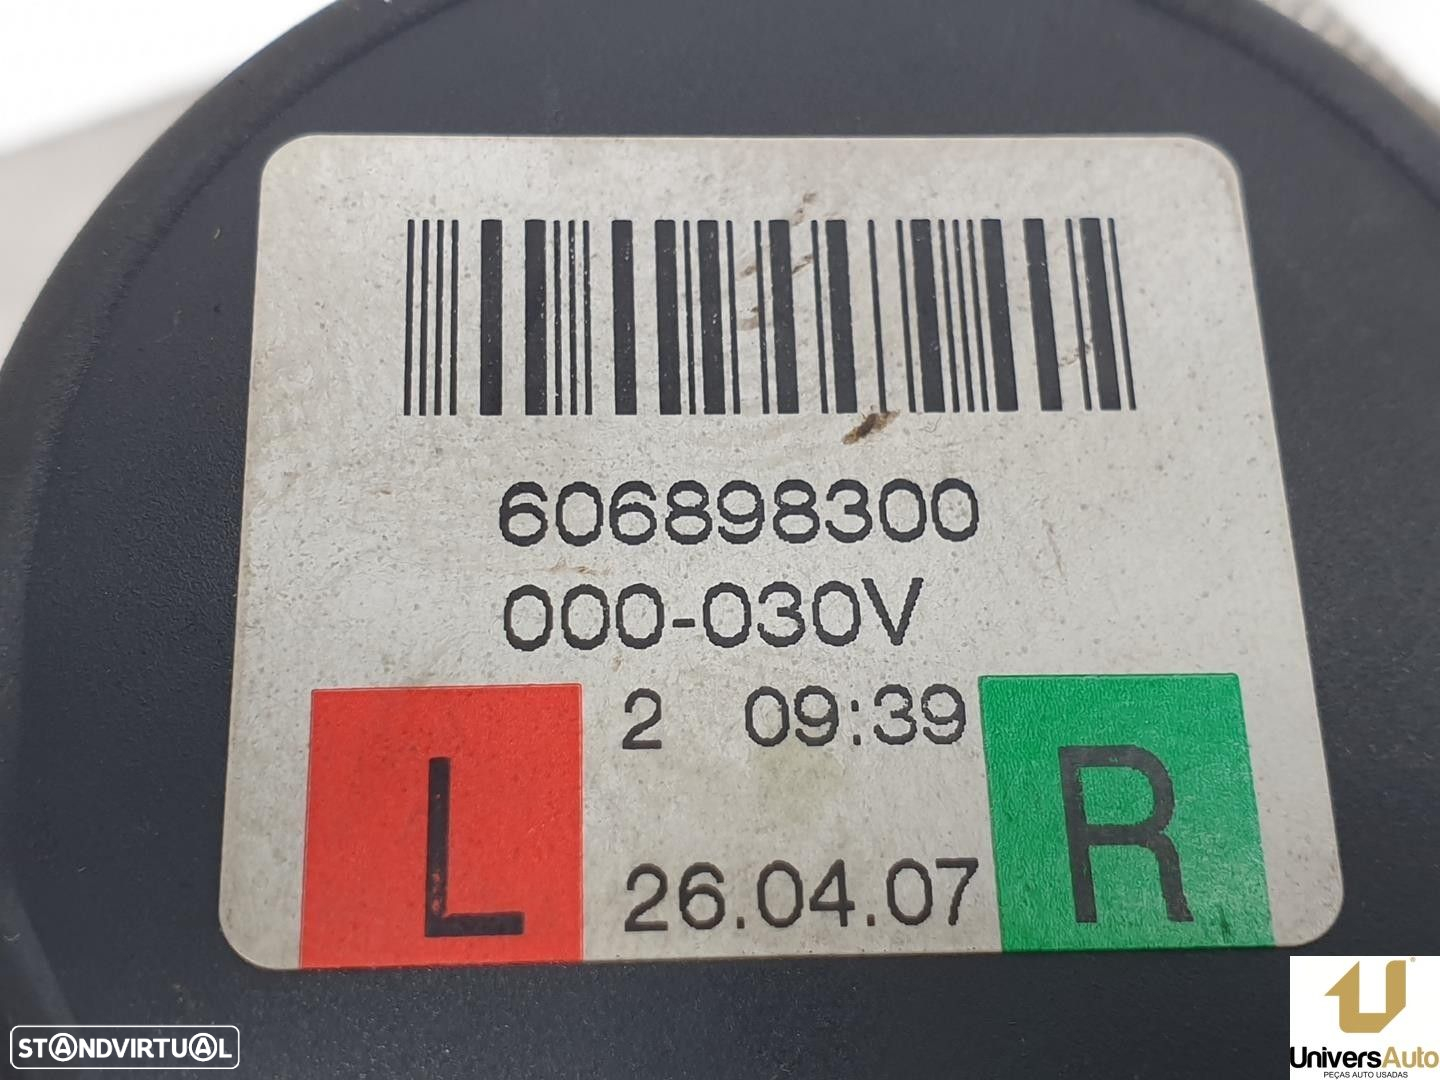 606898300
000-030V
2 09:39
L
R
26.04.07
STANDVIRTUAL
UniversAuto
PEÇAS AUTO USADAS